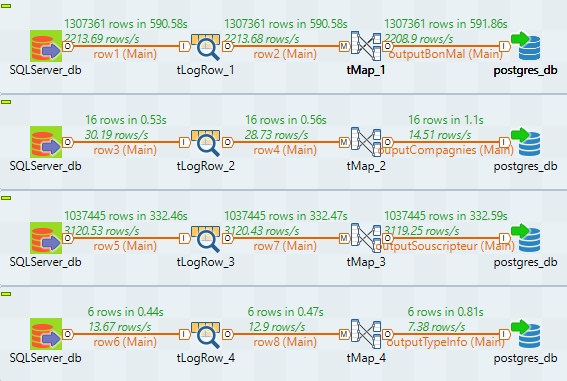 1307361 rows in 590.58s 1307361 rows in 590.58s 1307361 rows in 591.86s
2213.69 rows/s 2213.68 rows/s 2208.9 rows/s
O I O M O I
row1 (Main) row2 (Main) outputBonMal (Main)
SQLServer_db tLogRow_1 tMap_1 postgres_db
16 rows in 0.53s 16 rows in 0.56s 16 rows in 1.1s
30.19 rows/s 28.73 rows/s 14.51 rows/s
O I O M O I
row3 (Main) row4 (Main) outputCompagnies (Main)
SQLServer_db tLogRow_2 tMap_2 postgres_db
1037445 rows in 332.46s 1037445 rows in 332.47s 1037445 rows in 332.59s
3120.53 rows/s 3120.43 rows/s 3119.25 rows/s
O I O M O I
row5 (Main) row7 (Main) outputSouscripteur (Main)
SQLServer_db tLogRow_3 tMap_3 postgres_db
6 rows in 0.44s 6 rows in 0.47s 6 rows in 0.81s
13.67 rows/s 12.9 rows/s 7.38 rows/s
O I O M O I
row6 (Main) row8 (Main) outputTypeInfo (Main)
SQLServer_db tLogRow_4 tMap_4 postgres_db